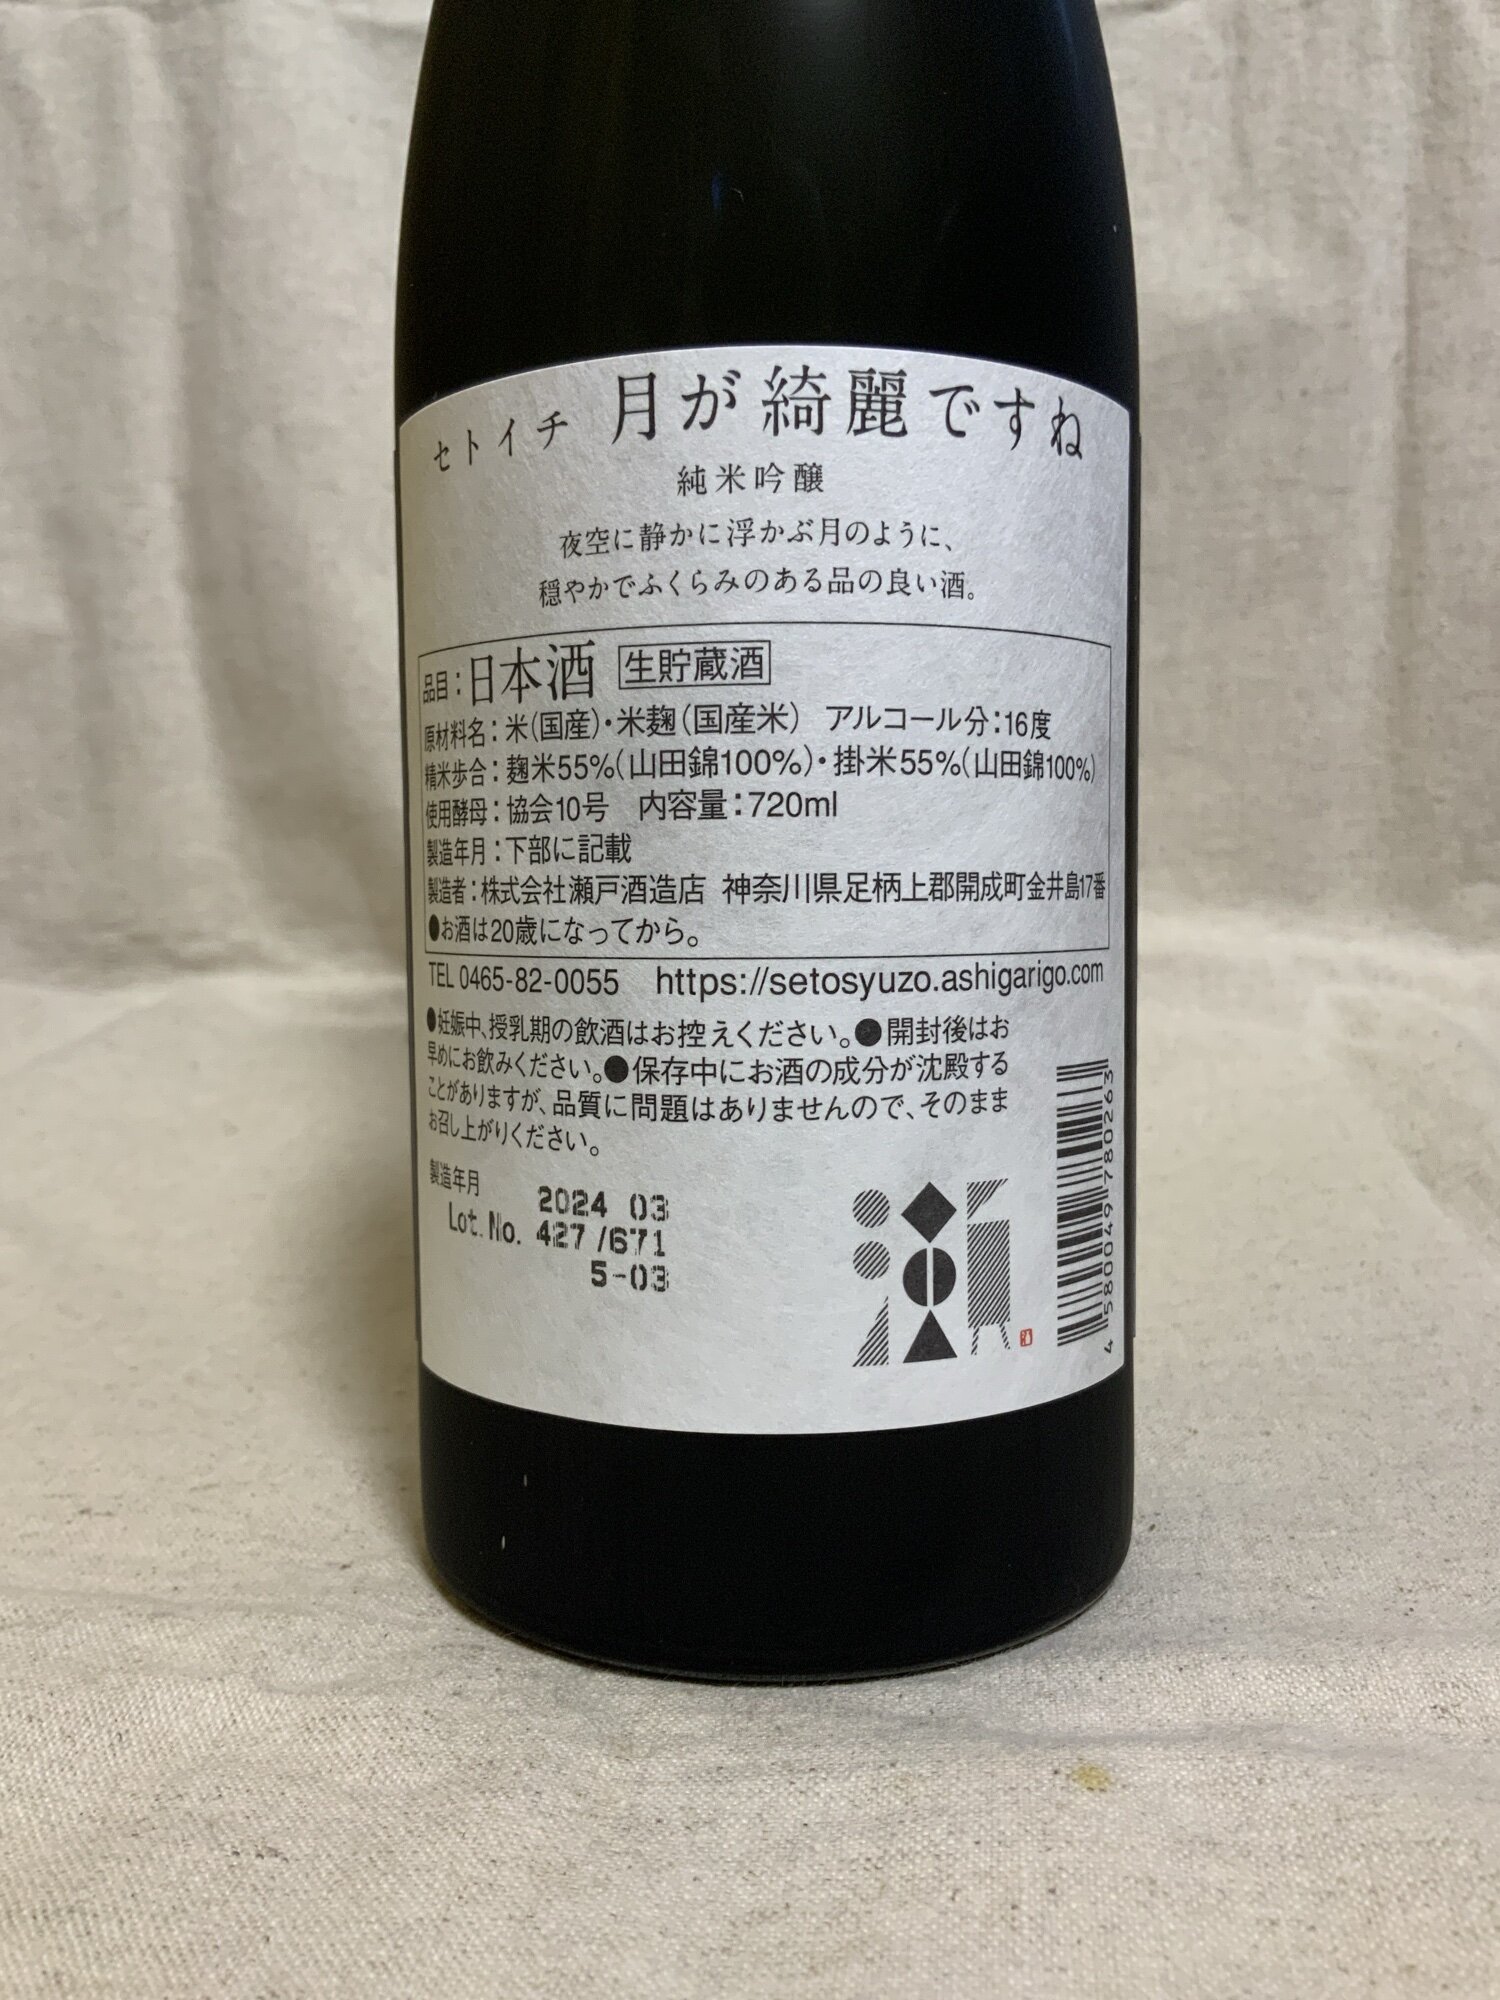 セトイチ 月が綺麗ですね
純米吟醸
夜空に静かに浮かぶ月のように、
穏やかでふくらみのある品の良い酒。
品目：日本酒 生貯蔵酒
原材料名：米（国産）・米麹（国産米） アルコール分：16度
精米歩合：麹米55%（山田錦100%）・掛米55%（山田錦100%）
使用酵母：協会10号 内容量：720ml
製造年月：下部に記載
製造者：株式会社瀬戸酒造店 神奈川県足柄上郡開成町金井島17番
●お酒は20歳になってから。
TEL 0465-82-0055 https://setosyuzo.ashigarigo.com
●妊娠中、授乳期の飲酒はお控えください。●開封後はお
早めにお飲みください。●保存中にお酒の成分が沈殿する
ことがありますが、品質に問題はありませんので、そのまま
お召し上がりください。
製造年月 2024 03
Lot. No. 427 /671
5-03
4 580049 780263